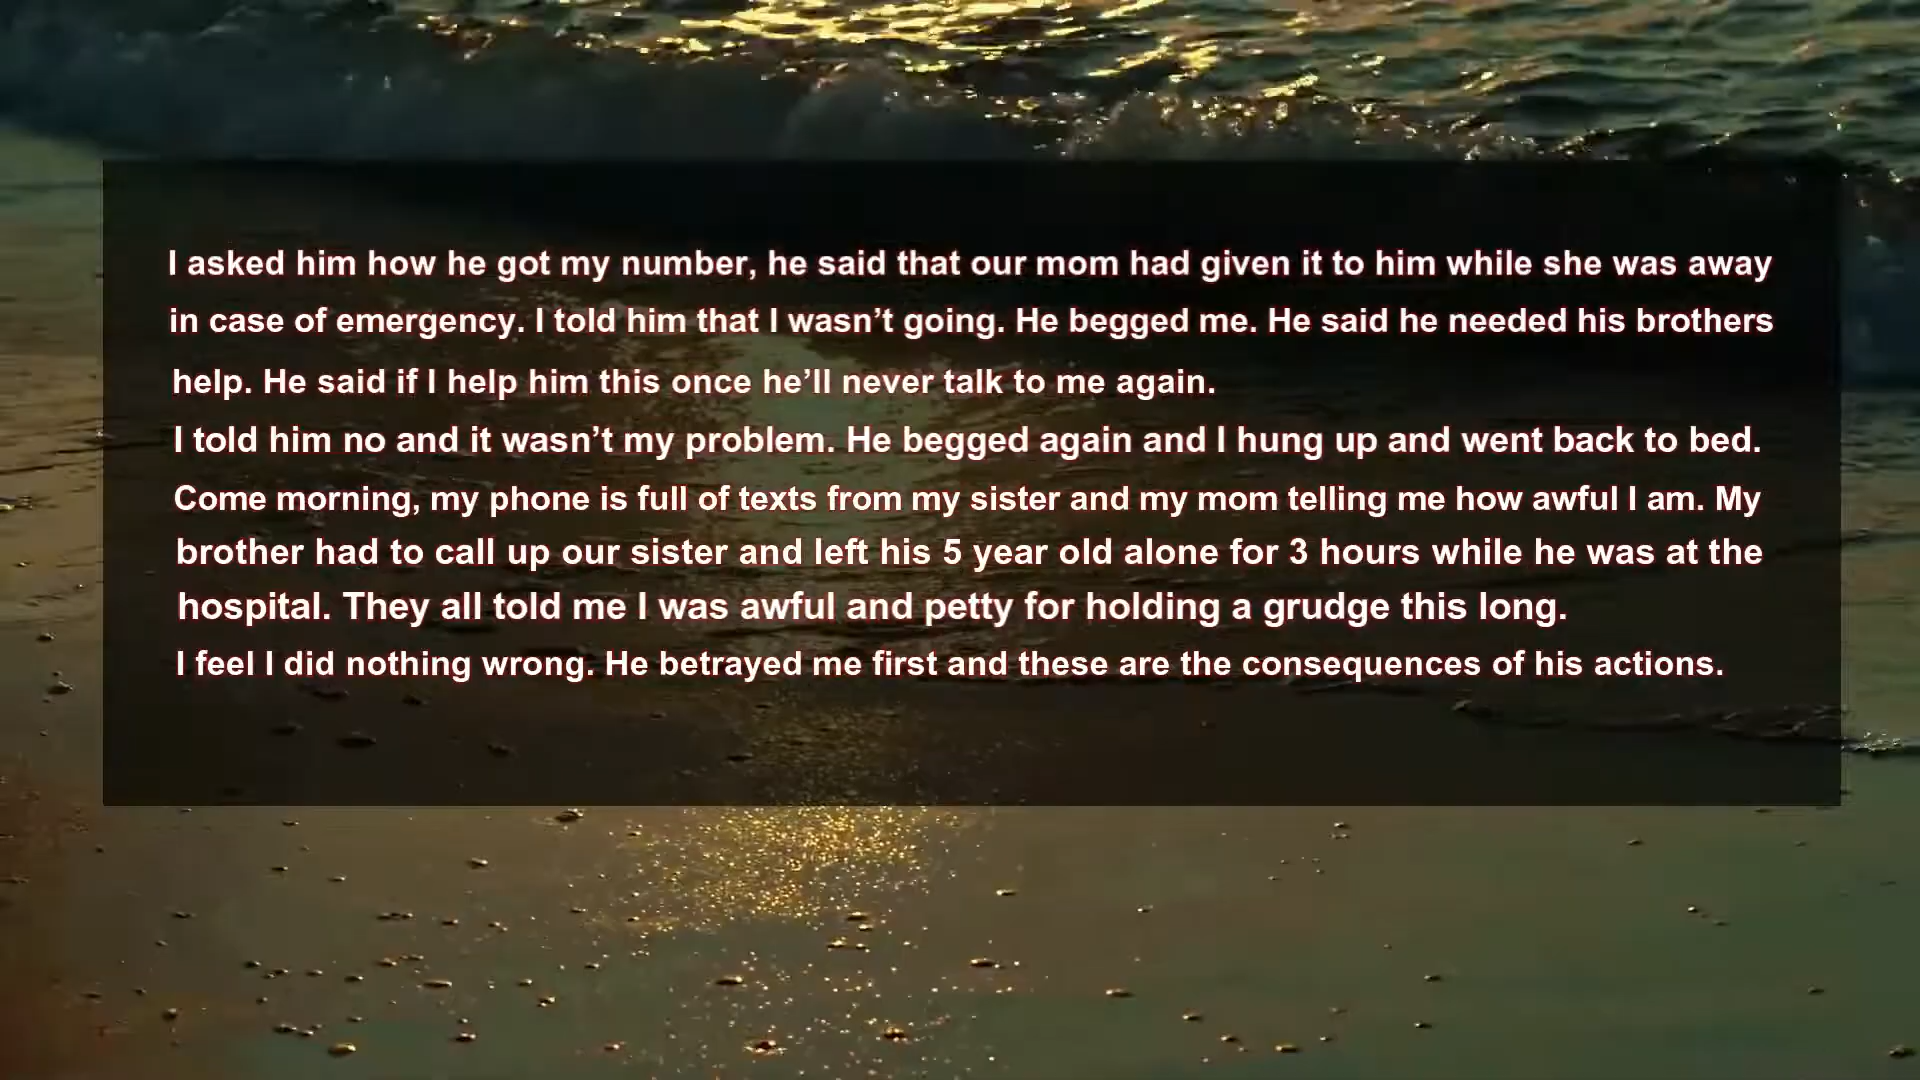 I asked him how he got my number, he said that our mom had given it to him while she was away
in case of emergency. I told him that I wasn’t going. He begged me. He said he needed his brothers
help. He said if I help him this once he’ll never talk to me again.
I told him no and it wasn’t my problem. He begged again and I hung up and went back to bed.
Come morning, my phone is full of texts from my sister and my mom telling me how awful I am. My
brother had to call up our sister and left his 5 year old alone for 3 hours while he was at the
hospital. They all told me I was awful and petty for holding a grudge this long.
I feel I did nothing wrong. He betrayed me first and these are the consequences of his actions.